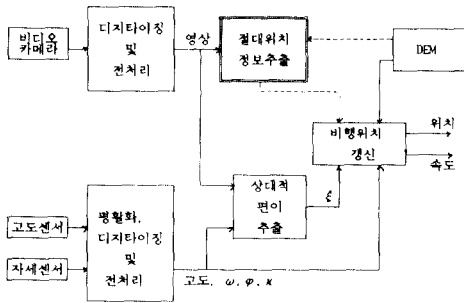 비디오
카메라
디지타이징
및
전처리
영상
절대위치
정보추출
DEM
비행위치
갱신
위치
속도
상대적
편이
추출
ξ
고도센서
자세센서
평활화,
디지타이징
및
전처리
고도, ω, φ, κ